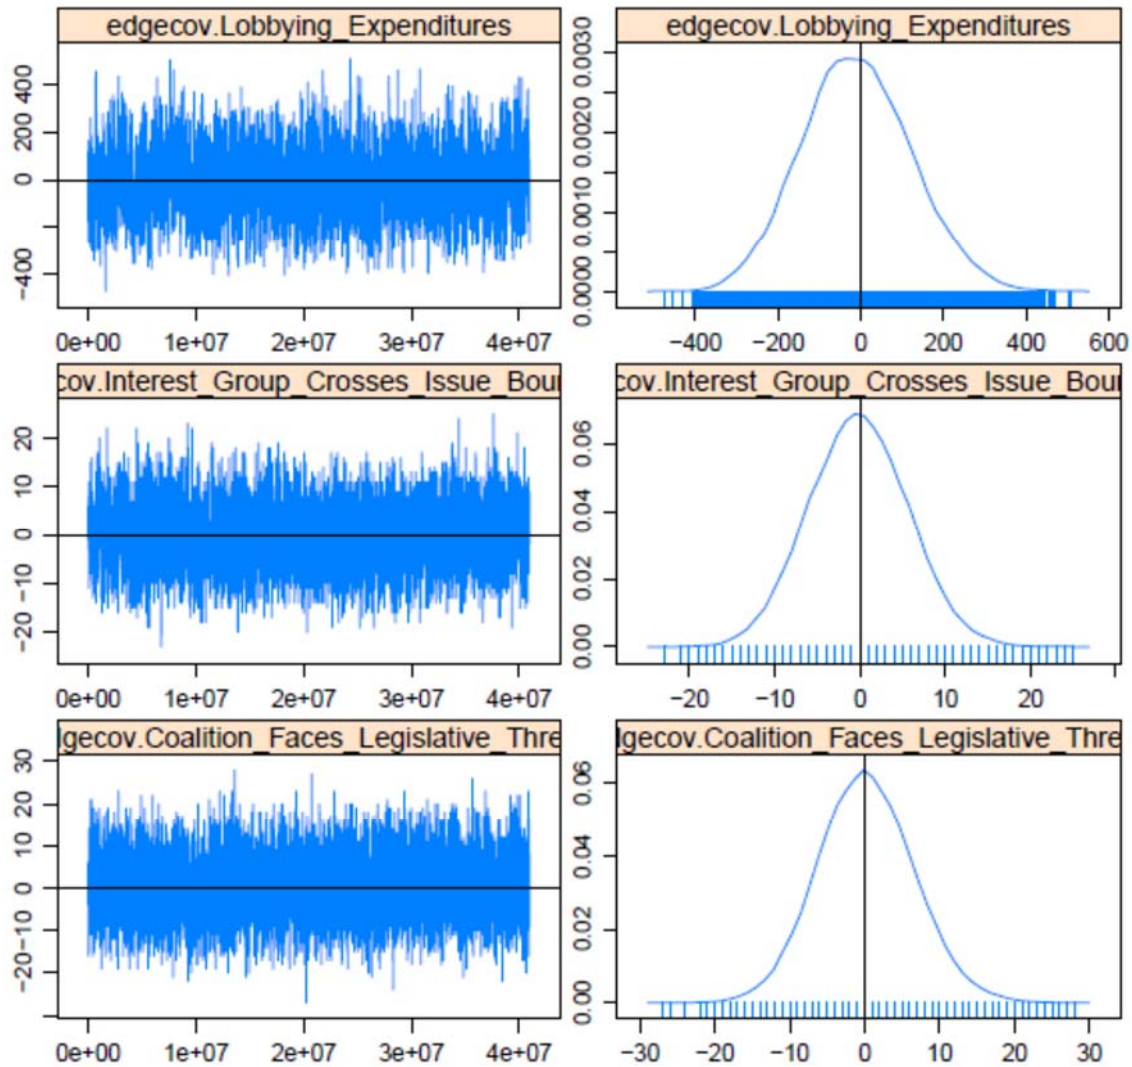 edgecov.Lobbying_Expenditures
400
200
0
−400
0e+00 1e+07 2e+07 3e+07 4e+07
edgecov.Lobbying_Expenditures
0.0030
0.0020
0.0010
0.0000
−400 −200 0 200 400 600
cov.Interest_Group_Crosses_Issue_Bour
20
10
0
−10
−20
0e+00 1e+07 2e+07 3e+07 4e+07
cov.Interest_Group_Crosses_Issue_Bour
0.06
0.04
0.02
0.00
−20 −10 0 10 20
lgecov.Coalition_Faces_Legislative_Thre
30
20
10
0
−10
−20
0e+00 1e+07 2e+07 3e+07 4e+07
lgecov.Coalition_Faces_Legislative_Thre
0.06
0.04
0.02
0.00
−30 −20 −10 0 10 20 30